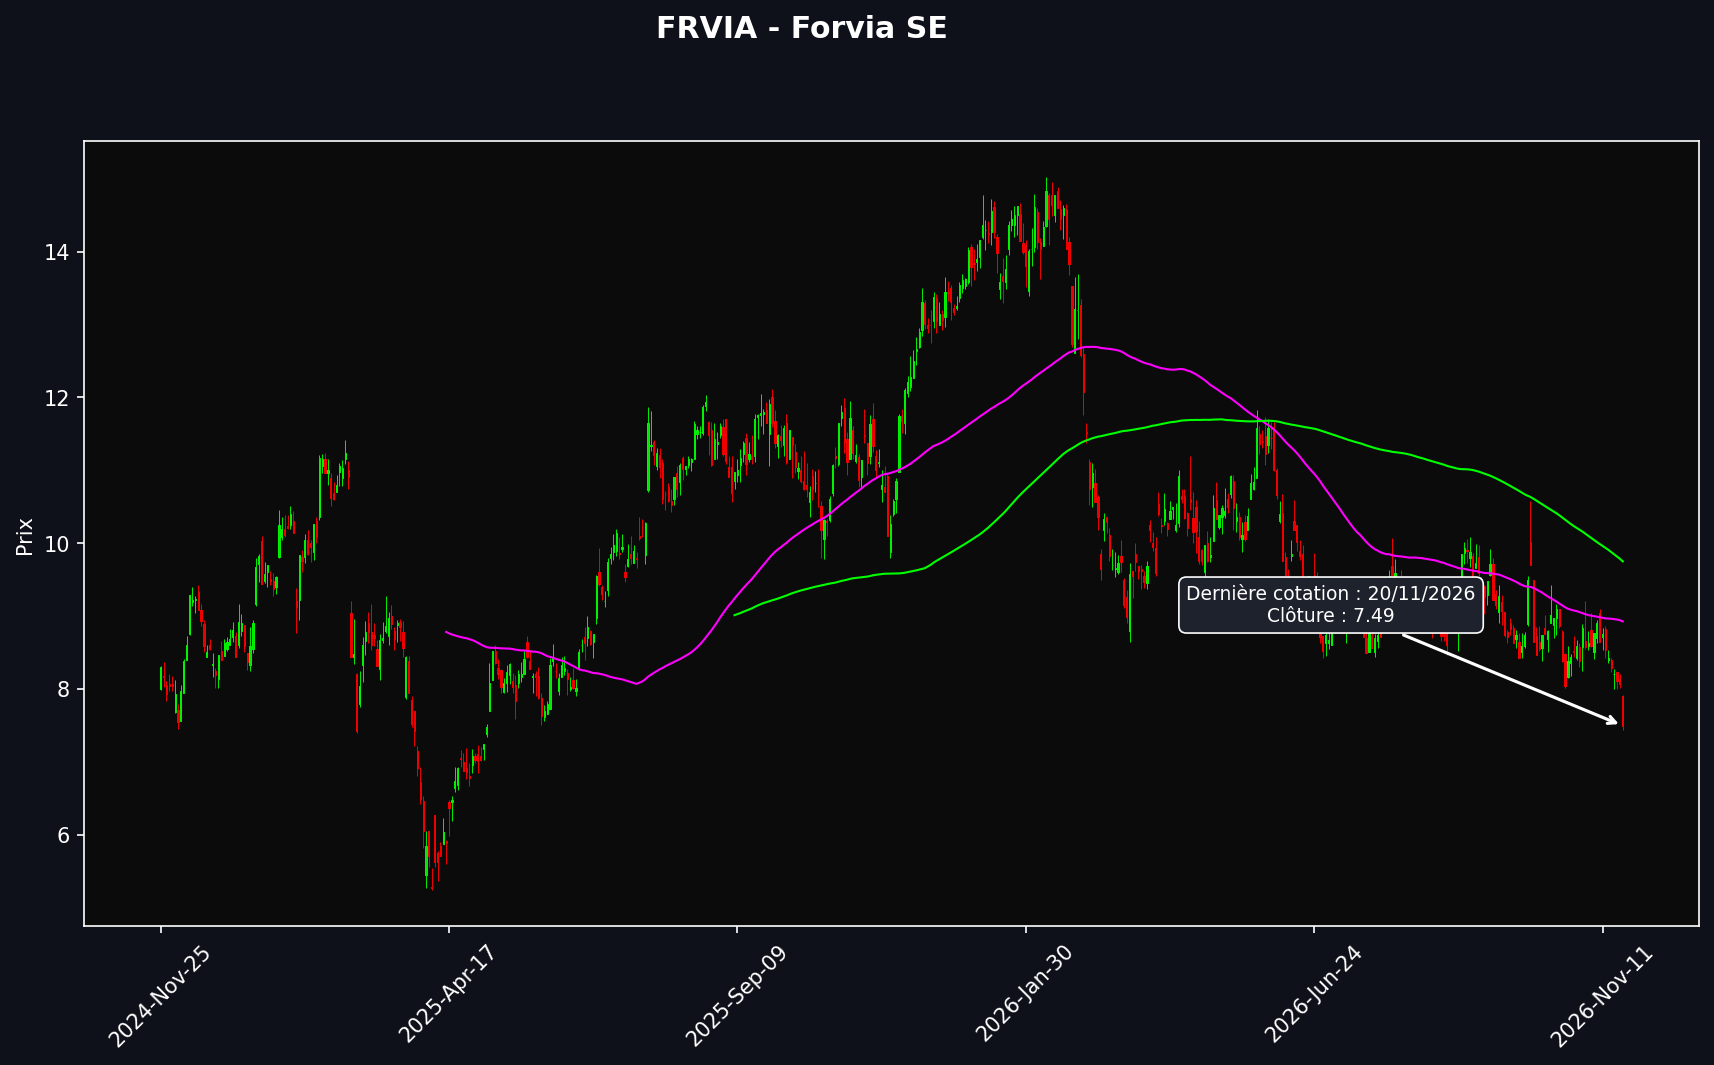 FRVIA - Forvia SE
Prix
14
12
10
8
6
Dernière cotation : 20/11/2026
Clôture : 7.49
2024-Nov-25
2025-Apr-17
2025-Sep-09
2026-Jan-30
2026-Jun-24
2026-Nov-11